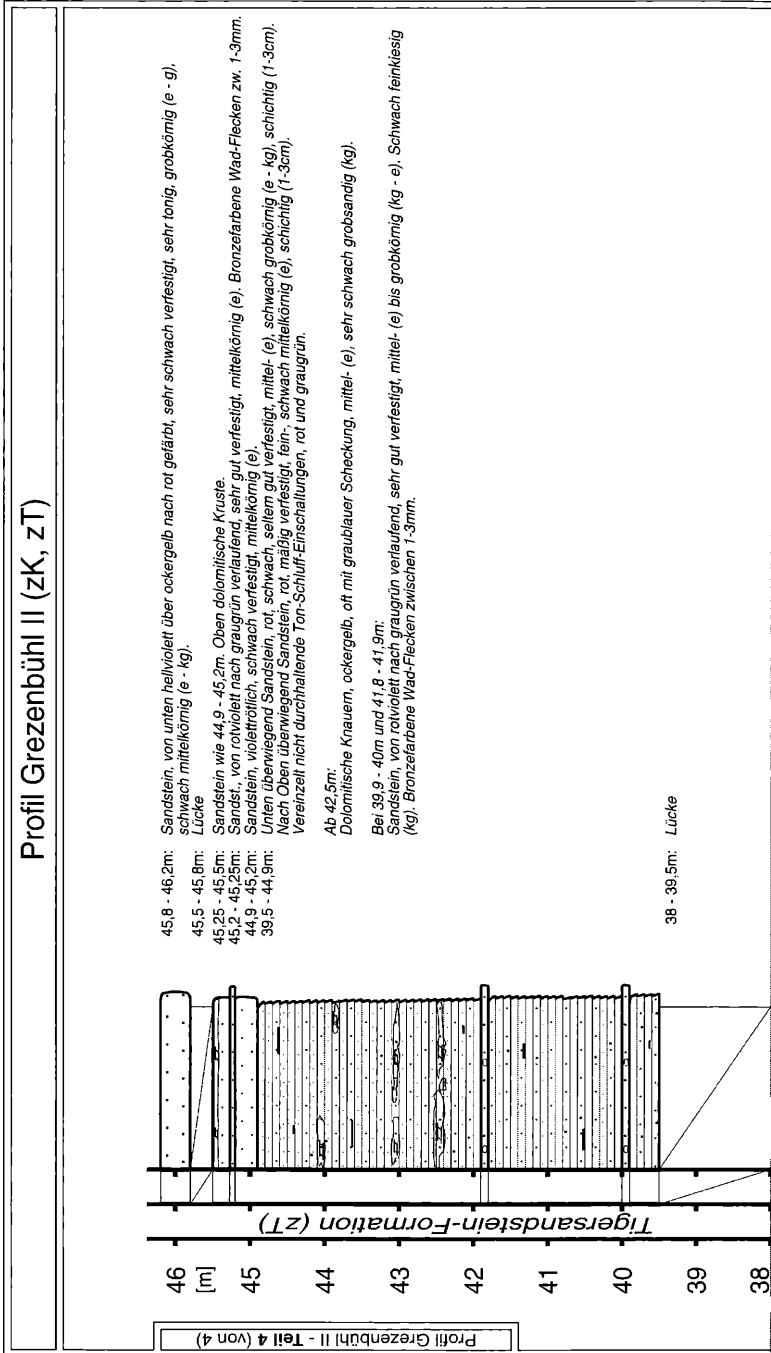 Profil Grezenbühl II (zK, zT)
45,8 - 46,2m: Sandstein, von unten hellviolett über ockergelb nach rot gefärbt, sehr schwach verfestigt, sehr tonig, grobkörnig (e - g),
schwach mittelkörnig (e - kg).
45,5 - 45,8m: Lücke
45,25 - 45,5m: Sandstein wie 44,9 - 45,2m. Oben dolomitische Kruste.
45,2 - 45,25m: Sandst., von rotviolett nach graugrün verlaufend, sehr gut verfestigt, mittelkörnig (e). Bronzefarbene Wad-Flecken zw. 1-3mm.
44,9 - 45,2m: Sandstein, violettrötlich, schwach verfestigt, mittelkörnig (e).
39,5 - 44,9m: Unten überwiegend Sandstein, rot, schwach, seltem gut verfestigt, mittel- (e), schwach grobkörnig (e - kg), schichtig (1-3cm).
Nach Oben überwiegend Sandstein, rot, mäßig verfestigt, fein-, schwach mittelkörnig (e), schichtig (1-3cm).
Vereinzelt nicht durchhaltende Ton-Schluff-Einschaltungen, rot und graugrün.
Ab 42,5m:
Dolomitische Knauern, ockergelb, oft mit graublauer Scheckung, mittel- (e), sehr schwach grobsandig (kg).
Bei 39,9 - 40m und 41,8 - 41,9m:
Sandstein, von rotviolett nach graugrün verlaufend, sehr gut verfestigt, mittel- (e) bis grobkörnig (kg - e). Schwach feinkiesig
(kg). Bronzefarbene Wad-Flecken zwischen 1-3mm.
38 - 39,5m: Lücke
Tigersandstein-Formation (zT)
46
[m]
45
44
43
42
41
40
39
38
Profil Grezenbühl II - Teil 4 (von 4)